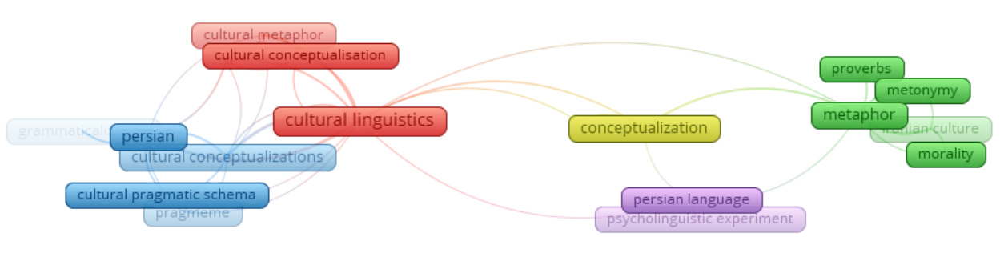 cultural metaphor
cultural conceptualisation
cultural linguistics
persian
cultural conceptualizations
cultural pragmatic schema
pragmeme
conceptualization
persian language
psycholinguistic experiment
proverbs
metonymy
metaphor
iranian culture
morality